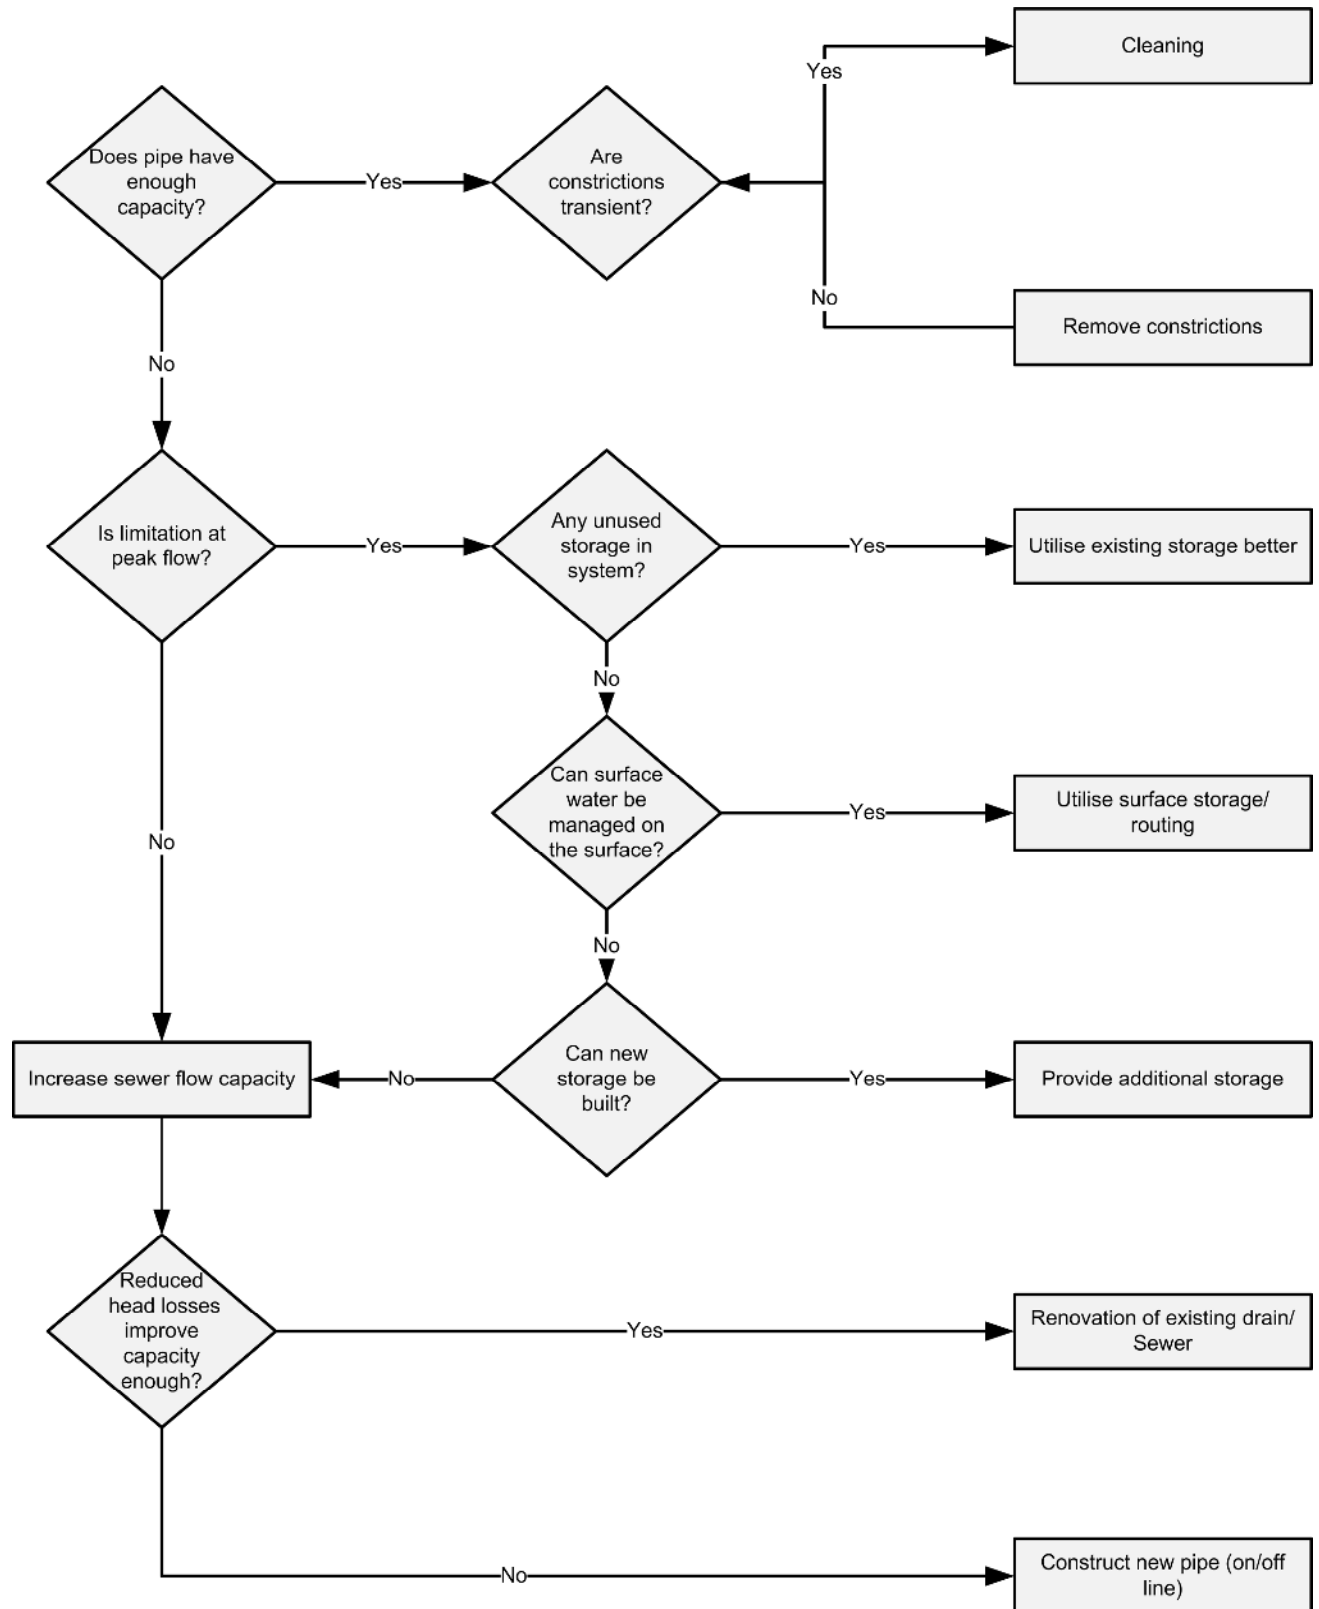 Cleaning
Yes
Does pipe have
enough
capacity?
Yes
Are
constrictions
transient?
No
Remove constrictions
No
Is limitation at
peak flow?
Yes
Any unused
storage in
system?
Yes
Utilise existing storage better
No
Can surface
water be
managed on
the surface?
Yes
Utilise surface storage/
routing
No
No
Increase sewer flow capacity
No
Can new
storage be
built?
Yes
Provide additional storage
Reduced
head losses
improve
capacity
enough?
Yes
Renovation of existing drain/
Sewer
No
Construct new pipe (on/off
line)